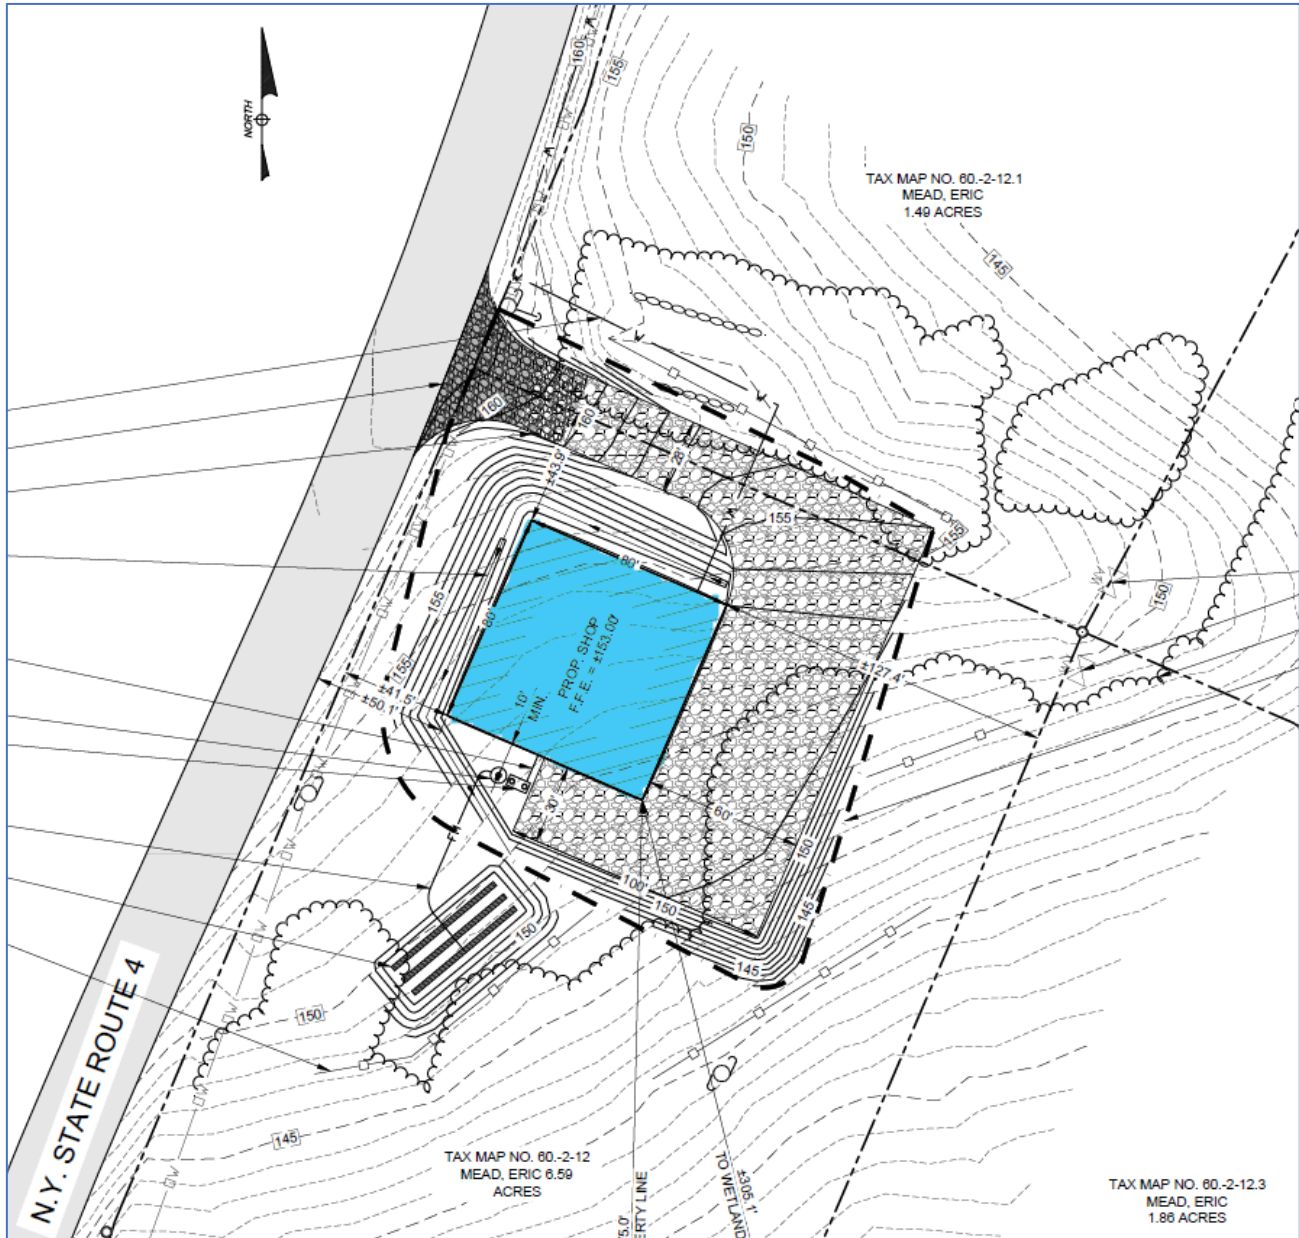 NORTH
160
155
150
TAX MAP NO. 60.-2-12.1
MEAD, ERIC
1.49 ACRES
145
160
160
28'
±43.9'
155
155
80'
80'
155
155
PROP. SHOP
F.F.E. = ±153.00'
10'
MIN.
±41.5'
±50.1'
±127.4'
150
30'
60'
150
100'
150
145
145
150
150
145
N.Y. STATE ROUTE 4
TAX MAP NO. 60.-2-12
MEAD, ERIC 6.59
ACRES
5.0'
ERTY LINE
±305.1'
TO WETLAND
TAX MAP NO. 60.-2-12.3
MEAD, ERIC
1.86 ACRES